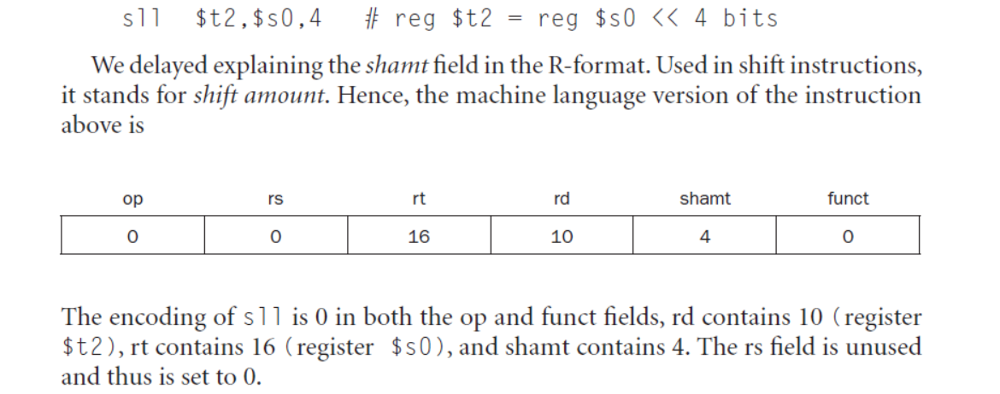 sll $t2,$s0,4 # reg $t2 = reg $s0 << 4 bits
We delayed explaining the shamt field in the R-format. Used in shift instructions,
it stands for shift amount. Hence, the machine language version of the instruction
above is
op rs rt rd shamt funct
0 0 16 10 4 0
The encoding of sll is 0 in both the op and funct fields, rd contains 10 (register
$t2), rt contains 16 (register $s0), and shamt contains 4. The rs field is unused
and thus is set to 0.